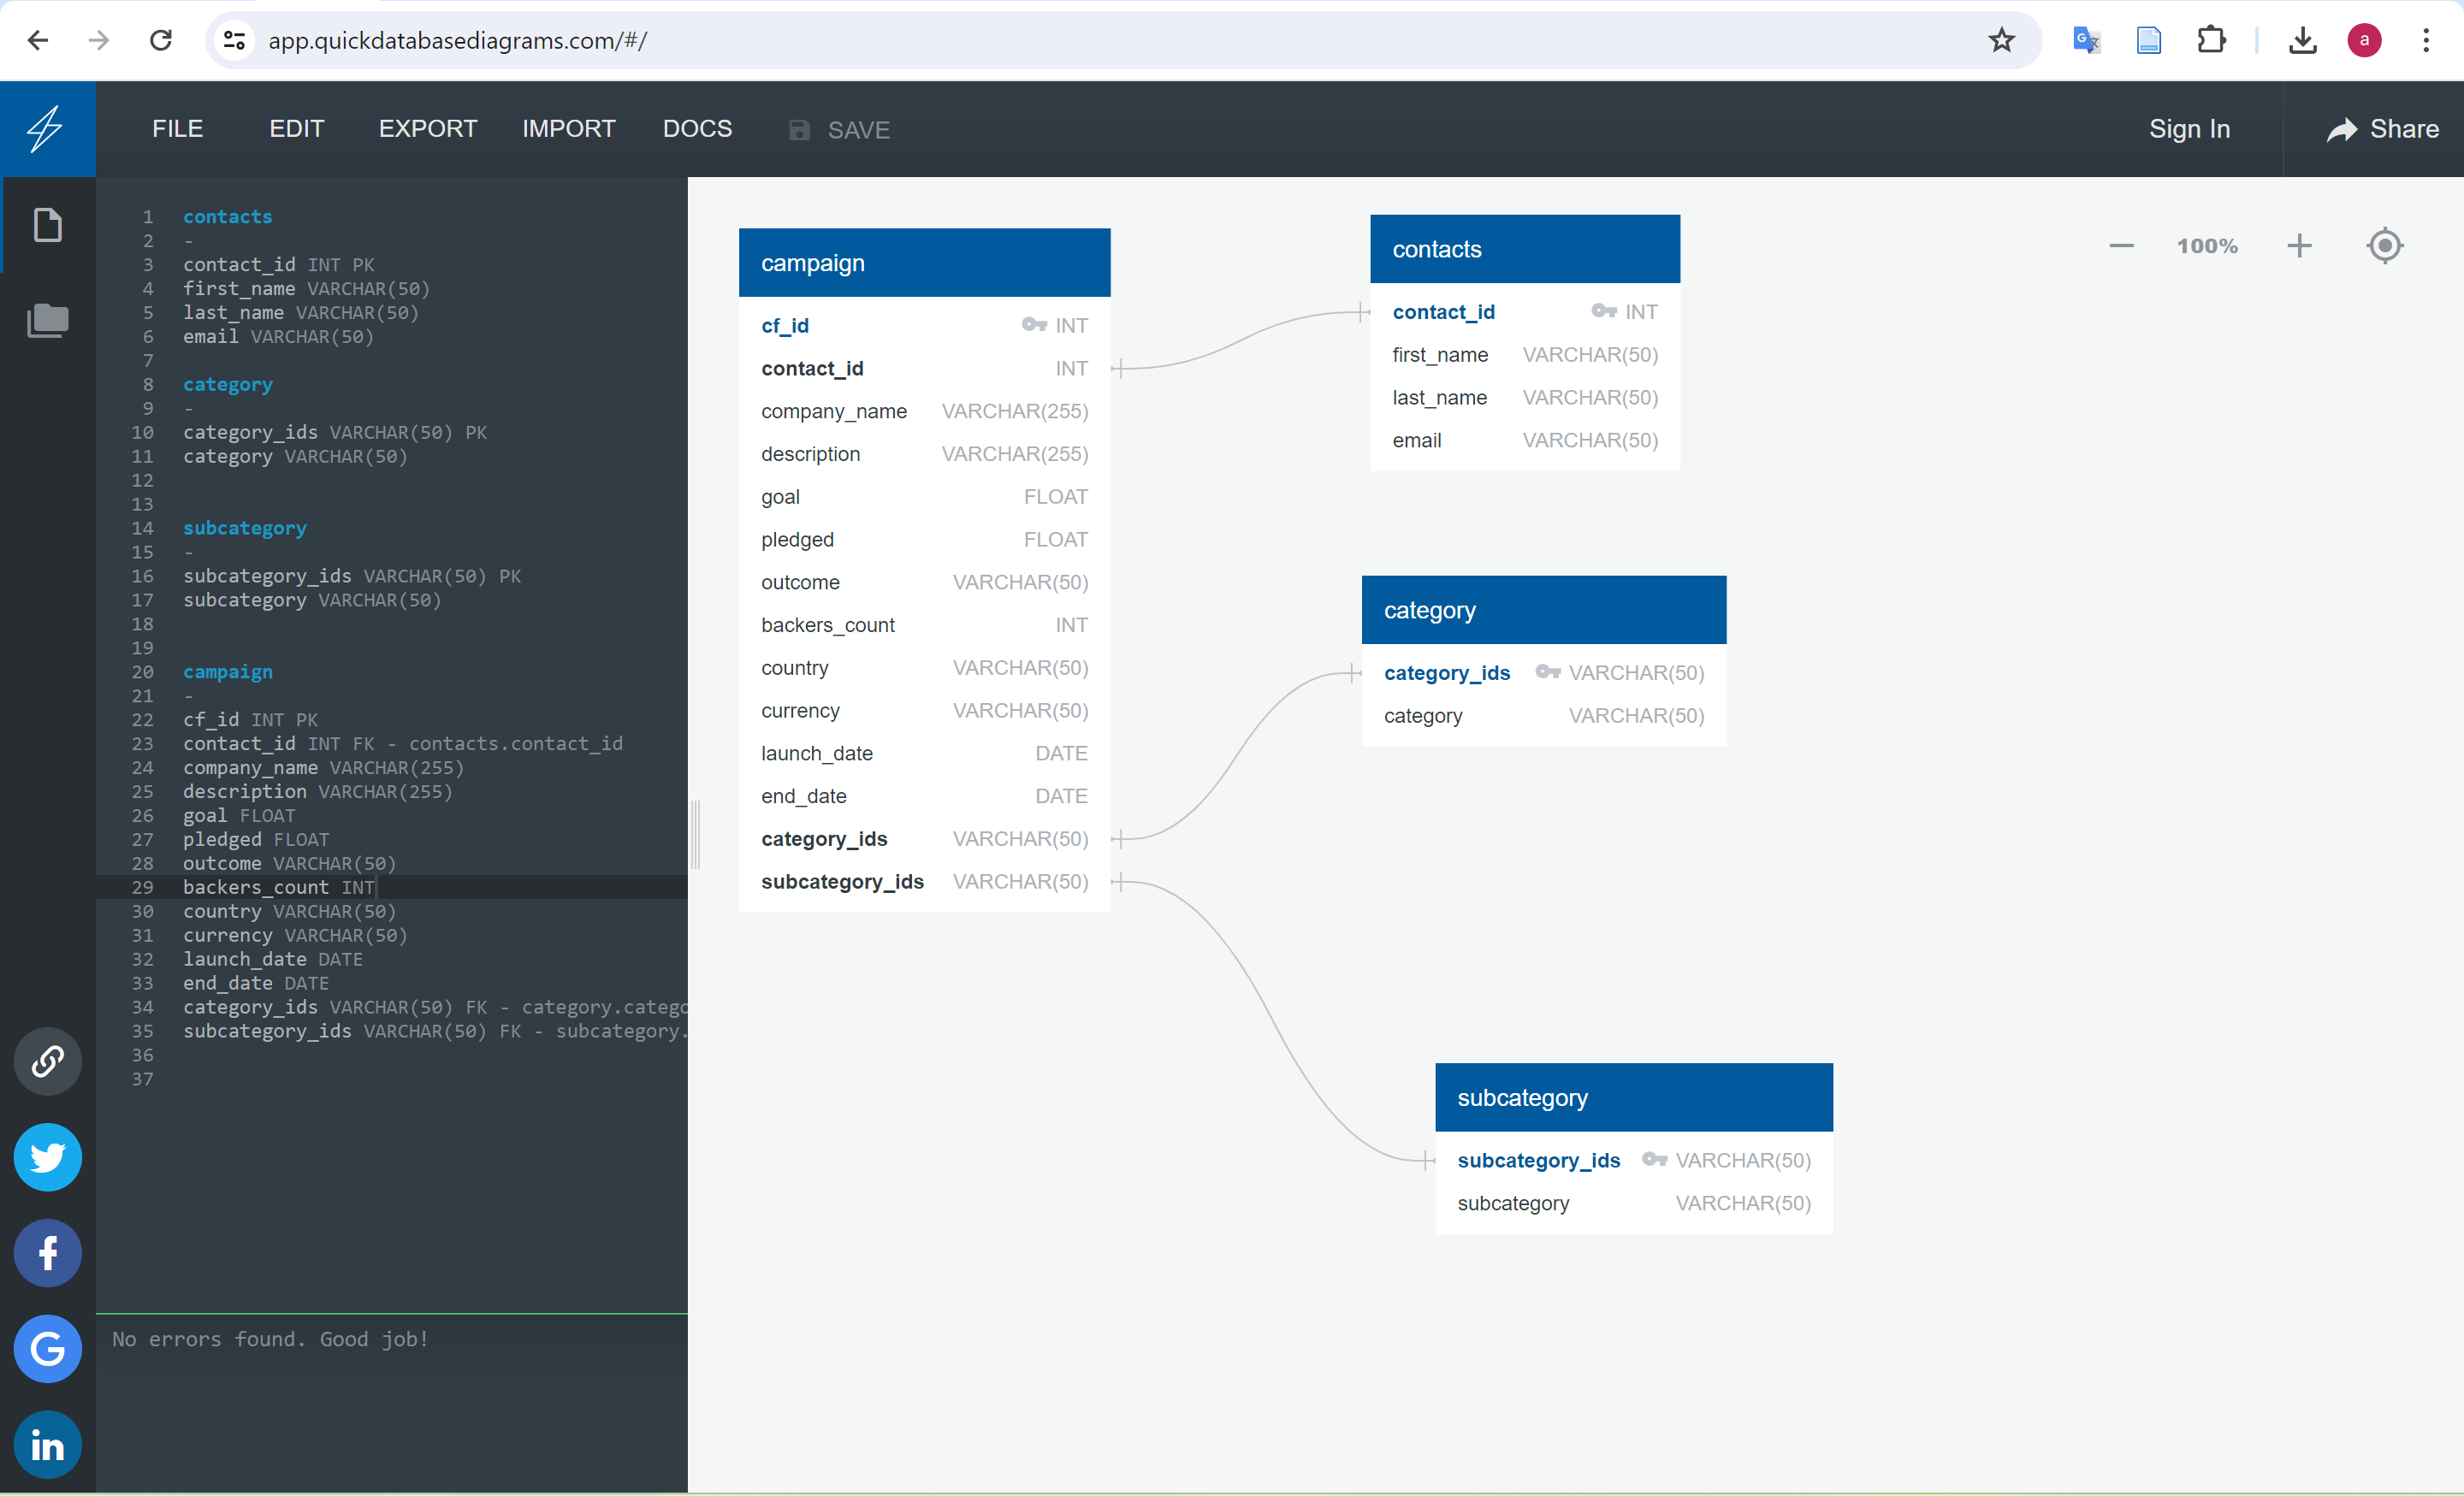 app.quickdatabasediagrams.com/#/
a
FILE EDIT EXPORT IMPORT DOCS SAVE Sign In Share
1 contacts
2 -
3 contact_id INT PK
4 first_name VARCHAR(50)
5 last_name VARCHAR(50)
6 email VARCHAR(50)
7
8 category
9 -
10 category_ids VARCHAR(50) PK
11 category VARCHAR(50)
12
13
14 subcategory
15 -
16 subcategory_ids VARCHAR(50) PK
17 subcategory VARCHAR(50)
18
19
20 campaign
21 -
22 cf_id INT PK
23 contact_id INT FK - contacts.contact_id
24 company_name VARCHAR(255)
25 description VARCHAR(255)
26 goal FLOAT
27 pledged FLOAT
28 outcome VARCHAR(50)
29 backers_count INT
30 country VARCHAR(50)
31 currency VARCHAR(50)
32 launch_date DATE
33 end_date DATE
34 category_ids VARCHAR(50) FK - category.catego
35 subcategory_ids VARCHAR(50) FK - subcategory.
36
37
No errors found. Good job!
campaign
cf_id INT
contact_id INT
company_name VARCHAR(255)
description VARCHAR(255)
goal FLOAT
pledged FLOAT
outcome VARCHAR(50)
backers_count INT
country VARCHAR(50)
currency VARCHAR(50)
launch_date DATE
end_date DATE
category_ids VARCHAR(50)
subcategory_ids VARCHAR(50)
contacts
contact_id INT
first_name VARCHAR(50)
last_name VARCHAR(50)
email VARCHAR(50)
category
category_ids VARCHAR(50)
category VARCHAR(50)
subcategory
subcategory_ids VARCHAR(50)
subcategory VARCHAR(50)
100%